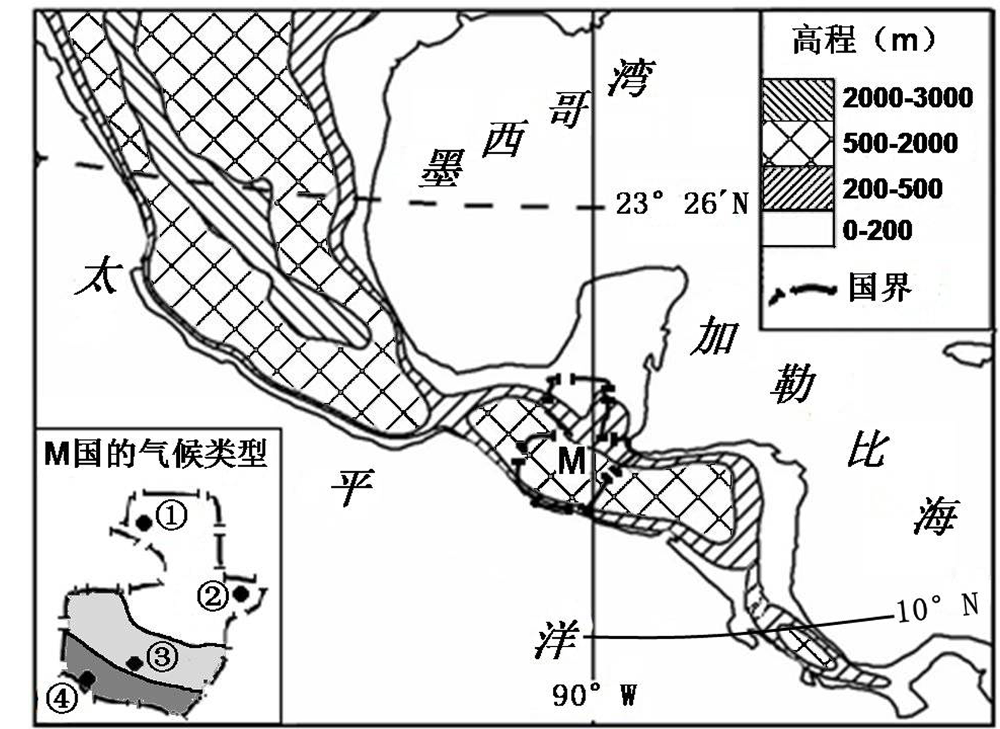 高程（m）
2000-3000
500-2000
200-500
0-200
国界
墨西哥湾
23° 26′N
太平洋
加勒比海
M
10° N
90° W
M国的气候类型
①
②
③
④